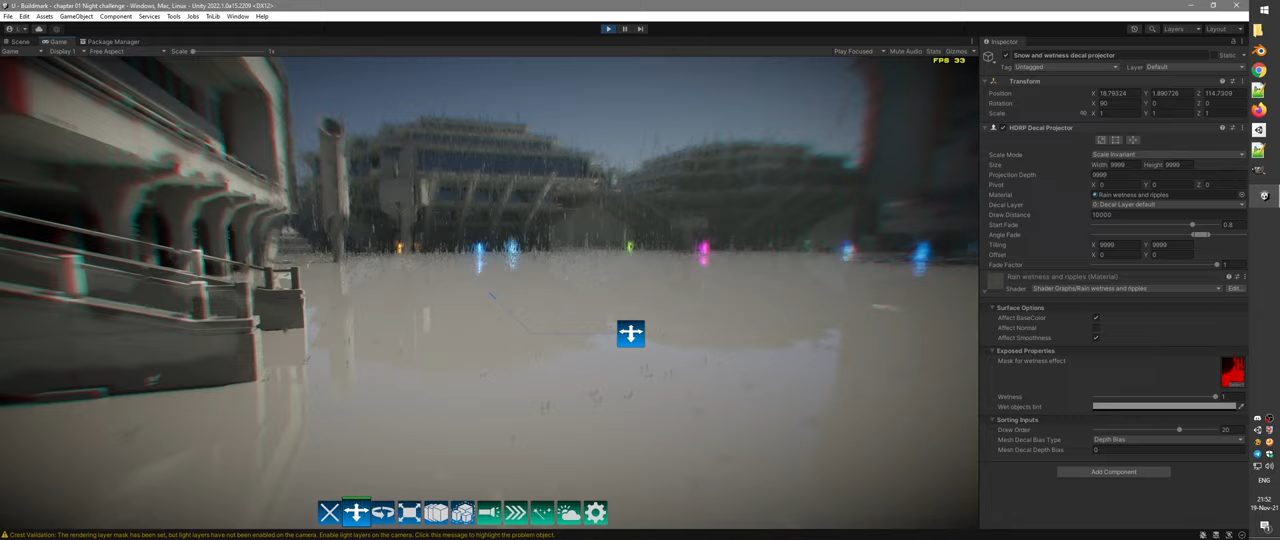 U - Buildmark - chapter 01 Night challenge - Windows, Mac, Linux - Unity 2022.1.0a15.2209 <DX12>
File Edit Assets GameObject Component Services Tools Jobs TriLib Window Help
L Layers Layout
Scene Game Package Manager Inspector
Game Display 1 Free Aspect Scale 1x Play Focused Mute Audio Stats Gizmos
FPS 33
Snow and wetness decal projector Static
Tag Untagged Layer Default
Transform
Position X 18.79324 Y 1.890726 Z 114.7309
Rotation X 90 Y 0 Z 0
Scale X 1 Y 1 Z 1
HDRP Decal Projector
Scale Mode Scale Invariant
Size Width 9999 Height 9999
Projection Depth 9999
Pivot X 0 Y 0 Z 0
Material Rain wetness and ripples
Decal Layer 0: Decal Layer default
Draw Distance 10000
Start Fade 0.8
Angle Fade
Tilling X 9999 Y 9999
Offset X 0 Y 0
Fade Factor 1
Rain wetness and ripples (Material)
Shader Shader Graphs/Rain wetness and ripples Edit...
Surface Options
Affect BaseColor
Affect Normal
Affect Smoothness
Exposed Properties
Mask for wetness effect
Select
Wetness 1
Wet objects tint
Sorting Inputs
Draw Order 20
Mesh Decal Bias Type Depth Bias
Mesh Decal Depth Bias 0
Add Component
ENG
21:52
19-Nov-21
Crest Validation: The rendering layer mask has been set, but light layers have not been enabled on the camera. Enable light layers on the camera. Click this message to highlight the problem object.